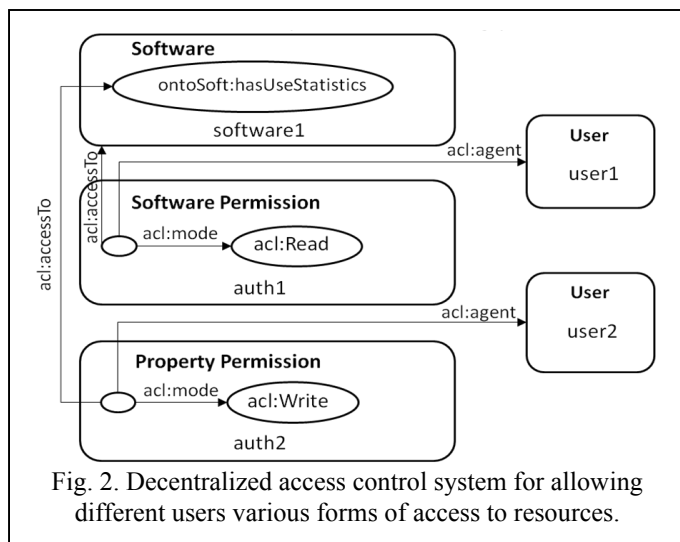 Software
ontoSoft:hasUseStatistics
software1
acl:agent
User
user1
acl:accessTo
acl:accessTo
Software Permission
acl:mode
acl:Read
auth1
acl:agent
User
user2
Property Permission
acl:mode
acl:Write
auth2
Fig. 2. Decentralized access control system for allowing
different users various forms of access to resources.